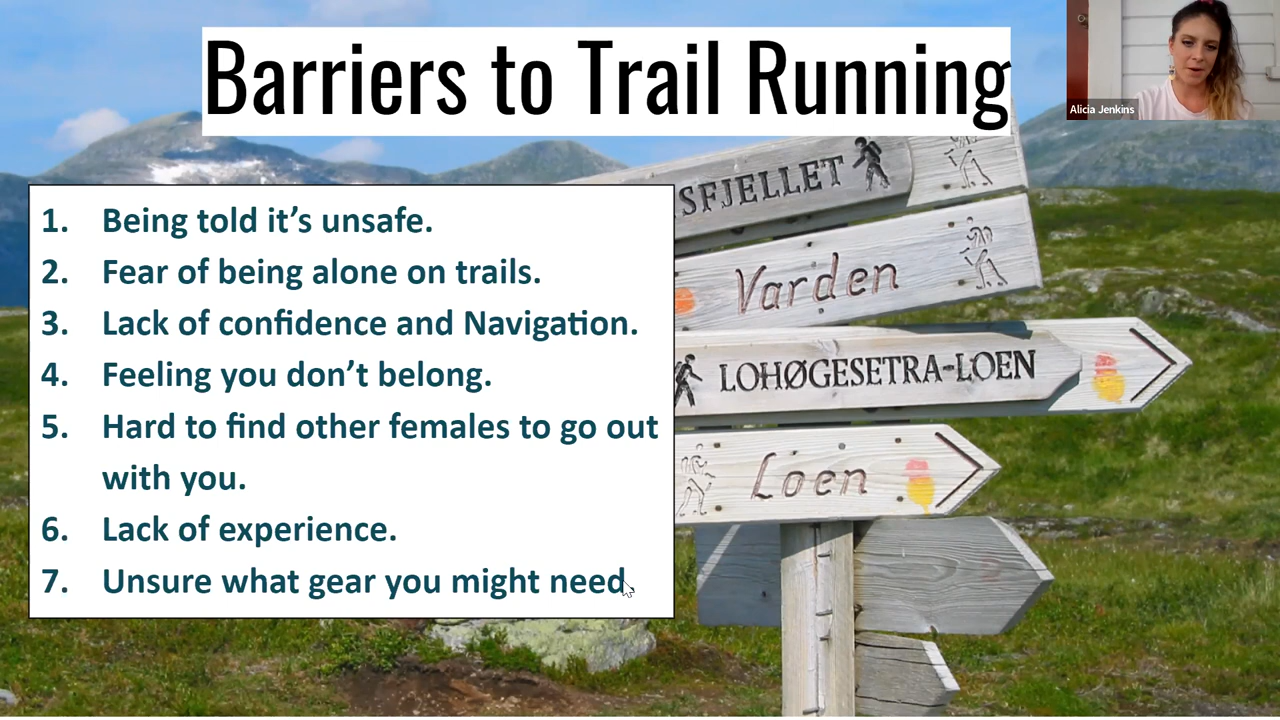 Barriers to Trail Running
Alicia Jenkins
1. Being told it’s unsafe.
2. Fear of being alone on trails.
3. Lack of confidence and Navigation.
4. Feeling you don’t belong.
5. Hard to find other females to go out
with you.
6. Lack of experience.
7. Unsure what gear you might need.
SFJELLET
Varden
LOHØGESETRA-LOEN
Loen